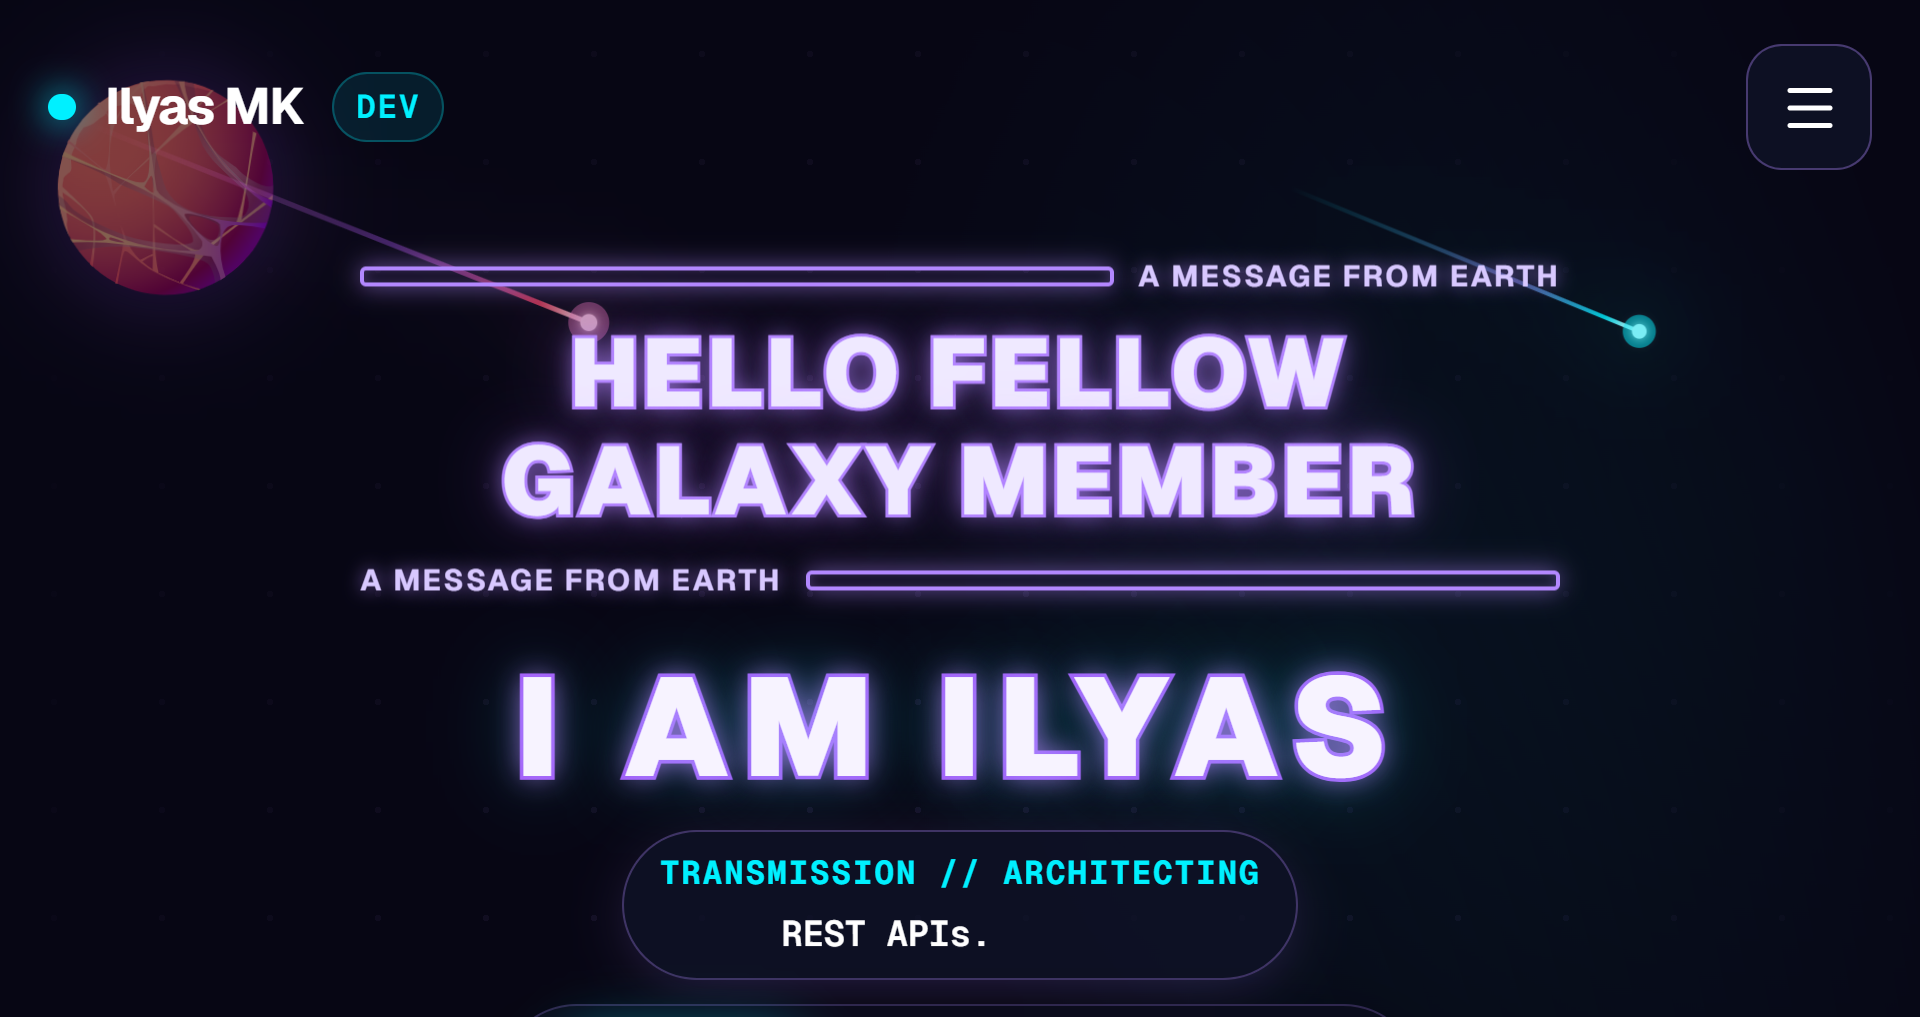 Ilyas MK DEV
A MESSAGE FROM EARTH
HELLO FELLOW
GALAXY MEMBER
A MESSAGE FROM EARTH
I AM ILYAS
TRANSMISSION // ARCHITECTING
REST APIs.